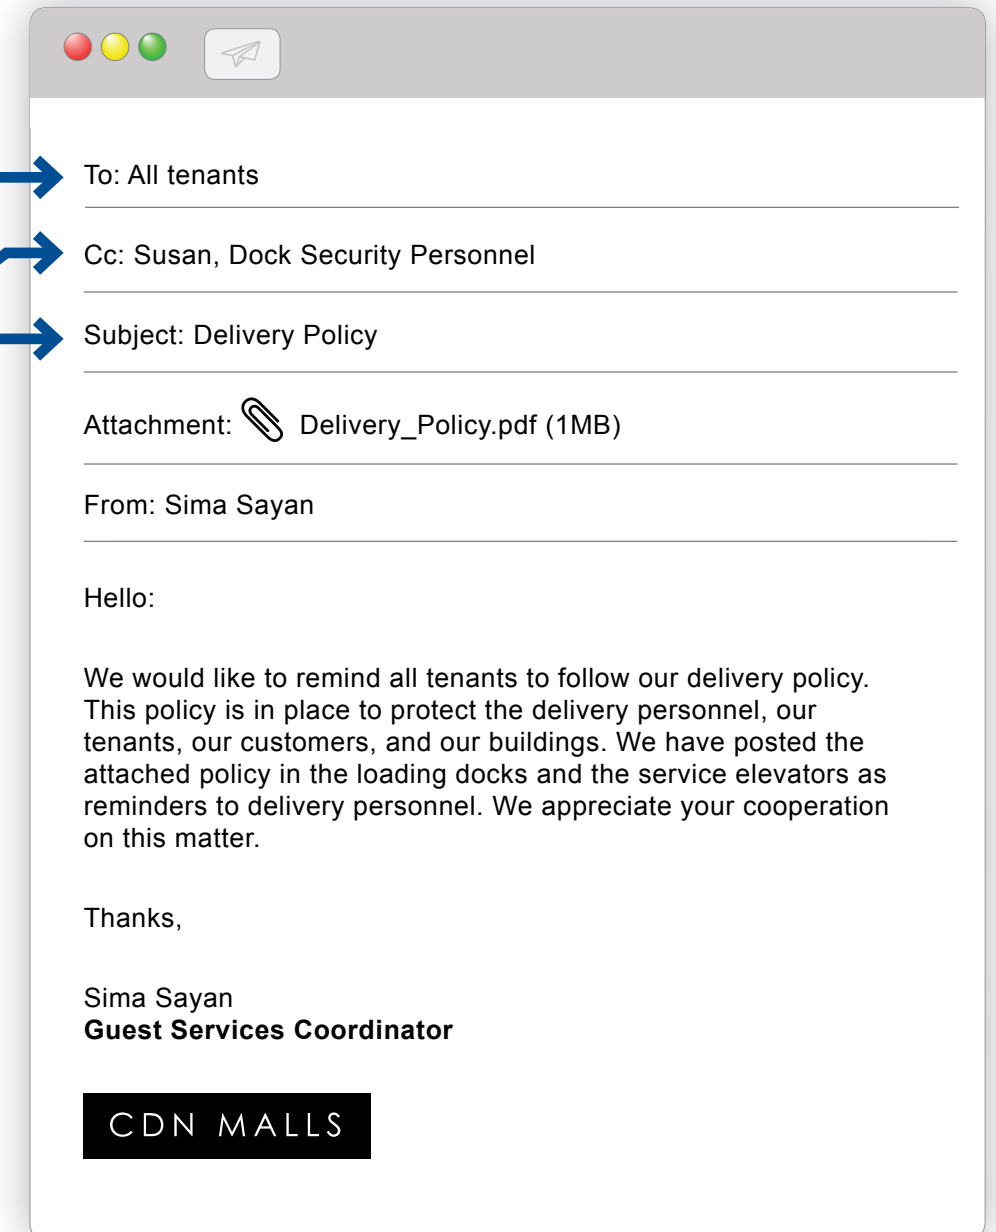 To: All tenants
Cc: Susan, Dock Security Personnel
Subject: Delivery Policy
Attachment: Delivery_Policy.pdf (1MB)
From: Sima Sayan
Hello:
We would like to remind all tenants to follow our delivery policy.
This policy is in place to protect the delivery personnel, our
tenants, our customers, and our buildings. We have posted the
attached policy in the loading docks and the service elevators as
reminders to delivery personnel. We appreciate your cooperation
on this matter.
Thanks,
Sima Sayan
Guest Services Coordinator
CDN MALLS